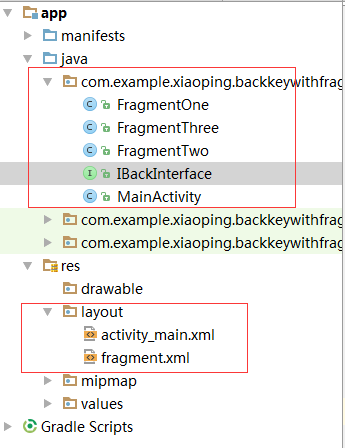 app
manifests
java
com.example.xiaoping.backkeywithfrag
FragmentOne
FragmentThree
FragmentTwo
IBackInterface
MainActivity
com.example.xiaoping.backkeywithfrag
com.example.xiaoping.backkeywithfrag
res
drawable
layout
activity_main.xml
fragment.xml
mipmap
values
Gradle Scripts